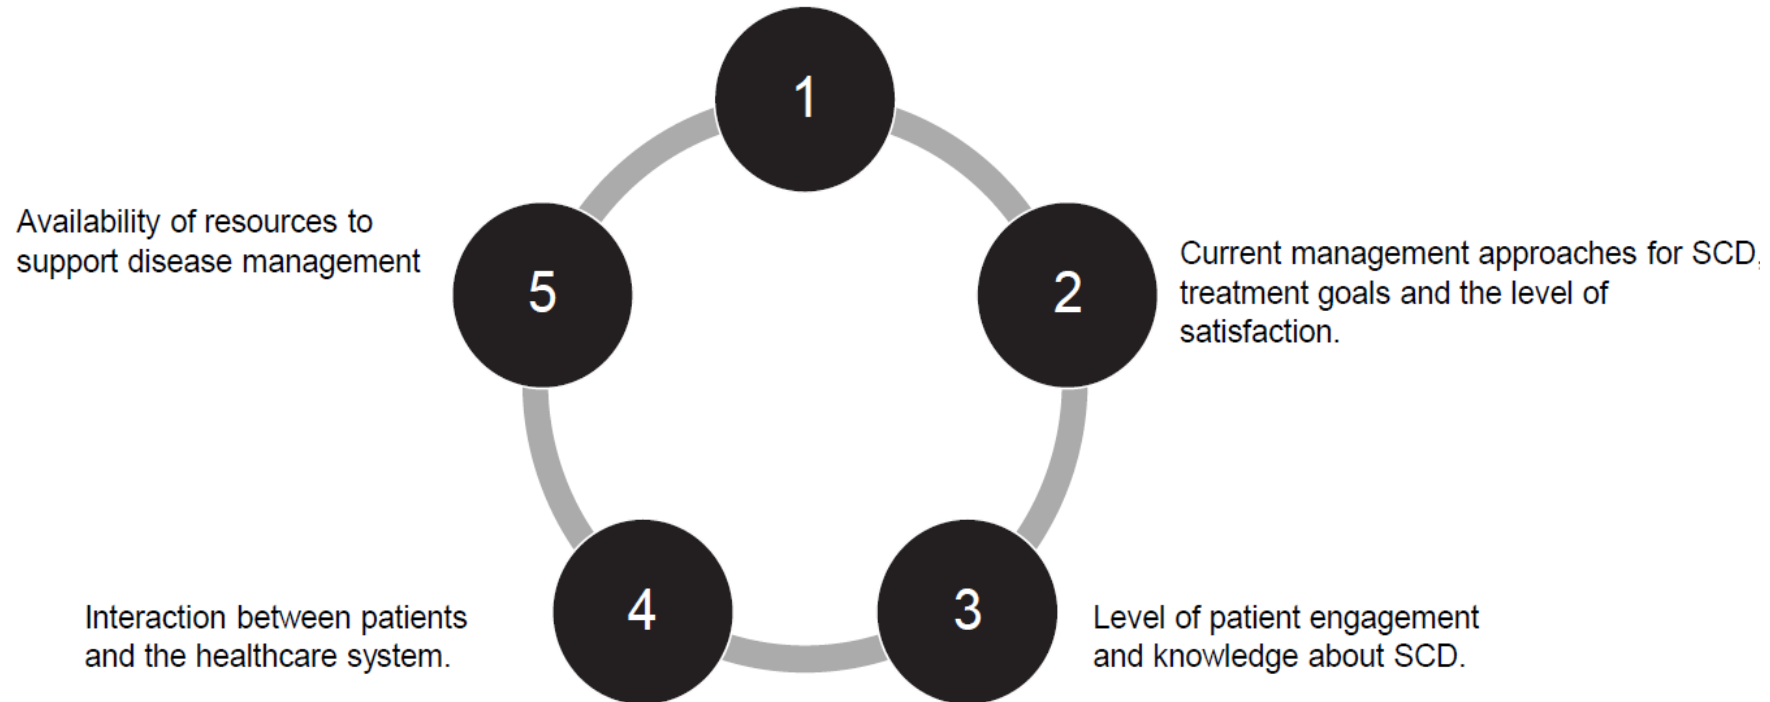 1
Availability of resources to
support disease management
5
2
Current management approaches for SCD,
treatment goals and the level of
satisfaction.
Interaction between patients
and the healthcare system.
4
3
Level of patient engagement
and knowledge about SCD.